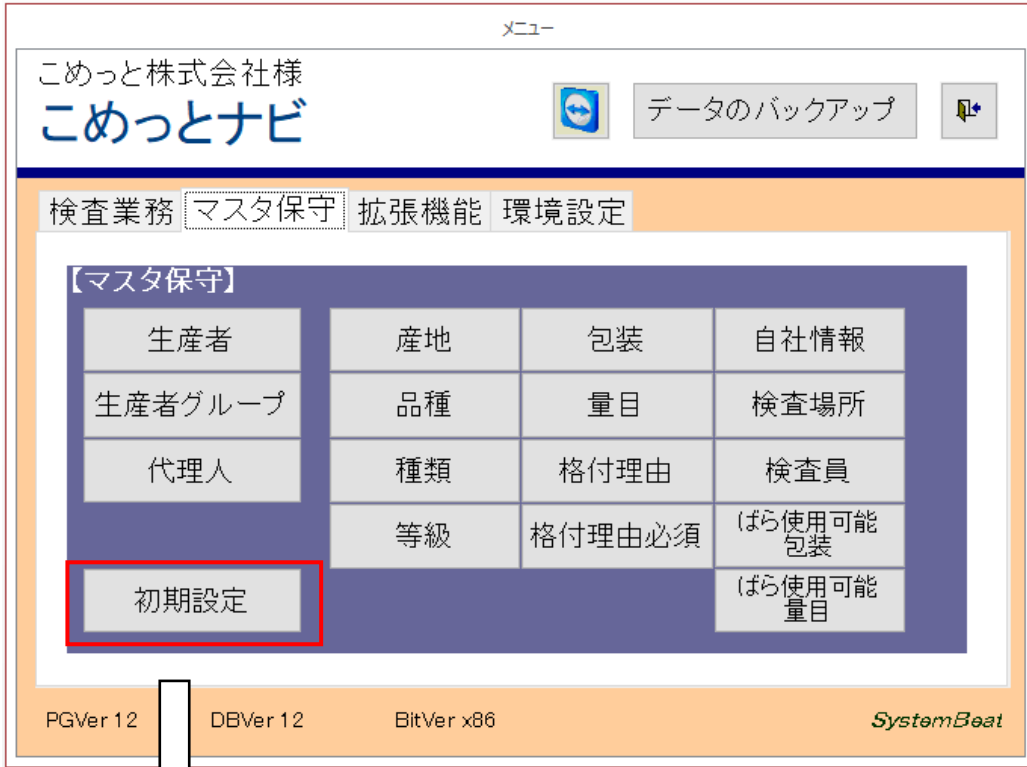 メニュー
こめっと株式会社様
こめっとナビ
データのバックアップ
検査業務 マスタ保守 拡張機能 環境設定
【マスタ保守】
生産者 産地 包装 自社情報
生産者グループ 品種 量目 検査場所
代理人 種類 格付理由 検査員
等級 格付理由必須 ばら使用可能
包装
初期設定 ばら使用可能
量目
PGVer 12 DBVer 12 BitVer x86 SystemBeat